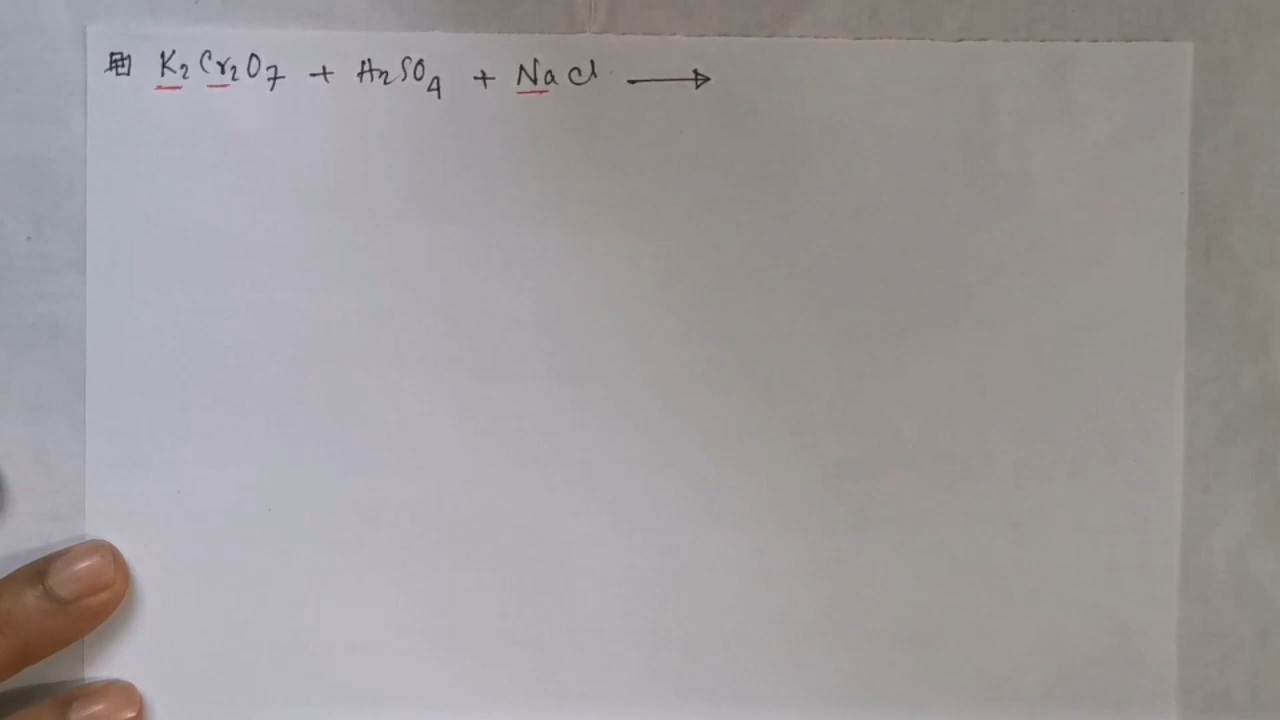 K₂Cr₂O₇ + H₂SO₄ + NaCl ⟶